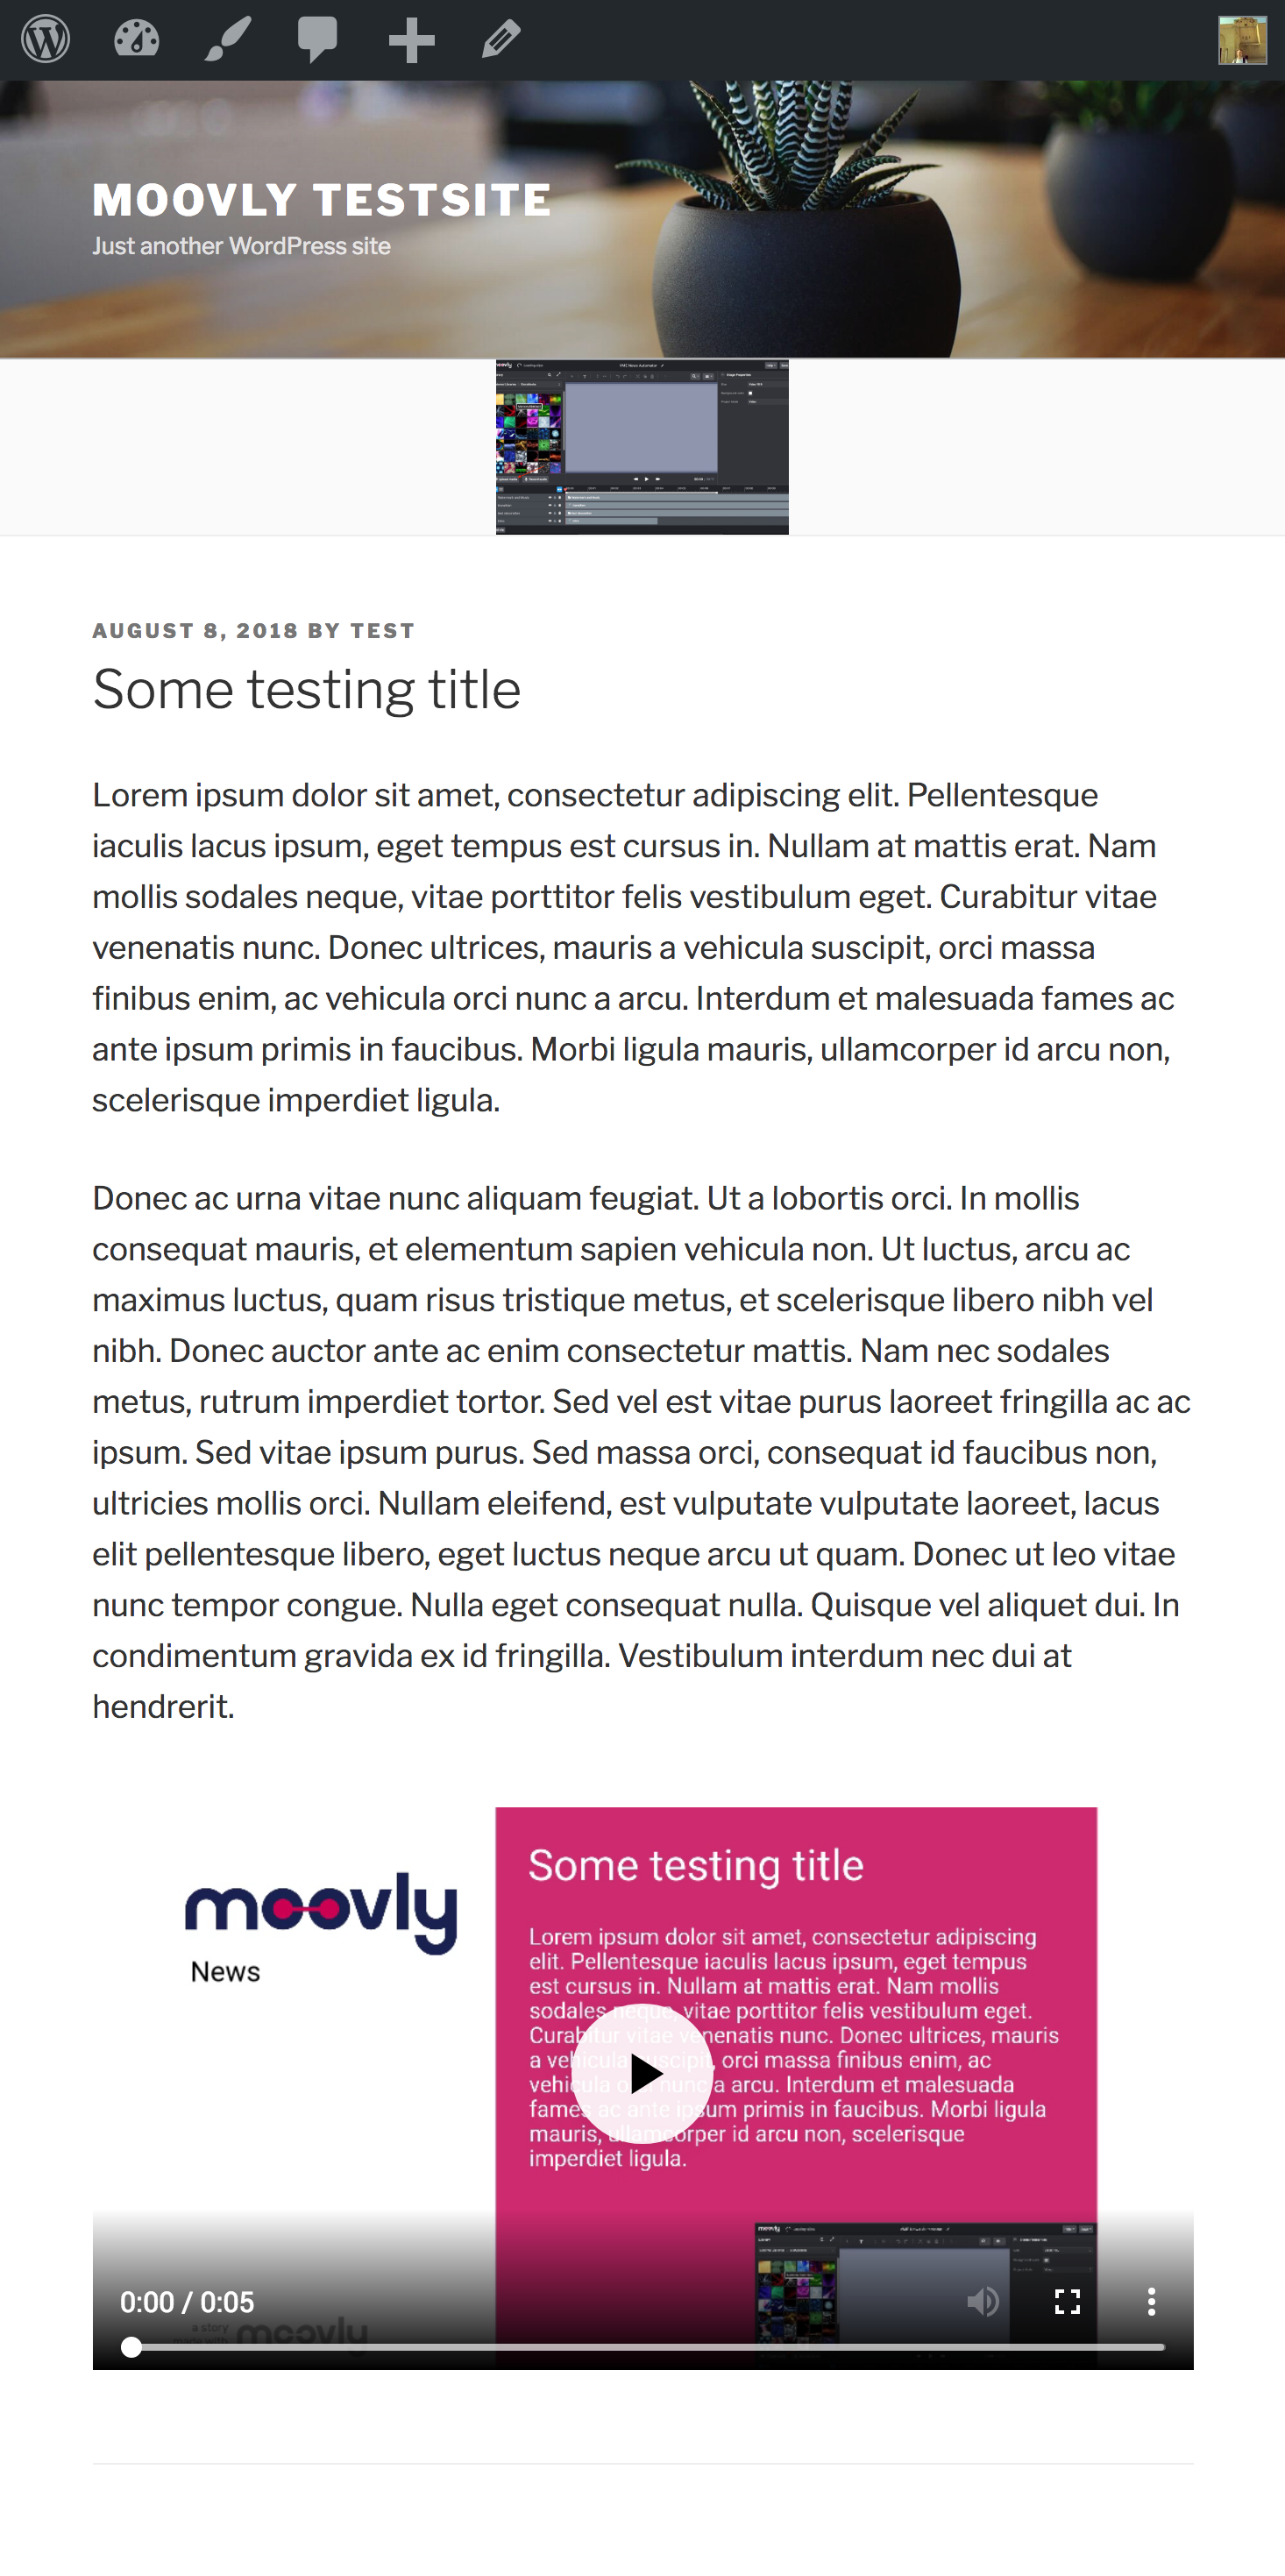 MOOVLY TESTSITE
Just another WordPress site
moovly
AUGUST 8, 2018 BY TEST
Some testing title
Lorem ipsum dolor sit amet, consectetur adipiscing elit. Pellentesque
iaculis lacus ipsum, eget tempus est cursus in. Nullam at mattis erat. Nam
mollis sodales neque, vitae porttitor felis vestibulum eget. Curabitur vitae
venenatis nunc. Donec ultrices, mauris a vehicula suscipit, orci massa
finibus enim, ac vehicula orci nunc a arcu. Interdum et malesuada fames ac
ante ipsum primis in faucibus. Morbi ligula mauris, ullamcorper id arcu non,
scelerisque imperdiet ligula.
Donec ac urna vitae nunc aliquam feugiat. Ut a lobortis orci. In mollis
consequat mauris, et elementum sapien vehicula non. Ut luctus, arcu ac
maximus luctus, quam risus tristique metus, et scelerisque libero nibh vel
nibh. Donec auctor ante ac enim consectetur mattis. Nam nec sodales
metus, rutrum imperdiet tortor. Sed vel est vitae purus laoreet fringilla ac ac
ipsum. Sed vitae ipsum purus. Sed massa orci, consequat id faucibus non,
ultricies mollis orci. Nullam eleifend, est vulputate vulputate laoreet, lacus
elit pellentesque libero, eget luctus neque arcu ut quam. Donec ut leo vitae
nunc tempor congue. Nulla eget consequat nulla. Quisque vel aliquet dui. In
condimentum gravida ex id fringilla. Vestibulum interdum nec dui at
hendrerit.
moovly
News
Some testing title
Lorem ipsum dolor sit amet, consectetur adipiscing
elit. Pellentesque iaculis lacus ipsum, eget tempus
est cursus in. Nullam at mattis erat. Nam mollis
sodales neque, vitae porttitor felis vestibulum eget.
Curabitur vitae venenatis nunc. Donec ultrices, mauris
a vehicula suscipit, orci massa finibus enim, ac
vehicula orci nunc a arcu. Interdum et malesuada
fames ac ante ipsum primis in faucibus. Morbi ligula
mauris, ullamcorper id arcu non, scelerisque
imperdiet ligula.
moovly
0:00 / 0:05
a story
made with moovly